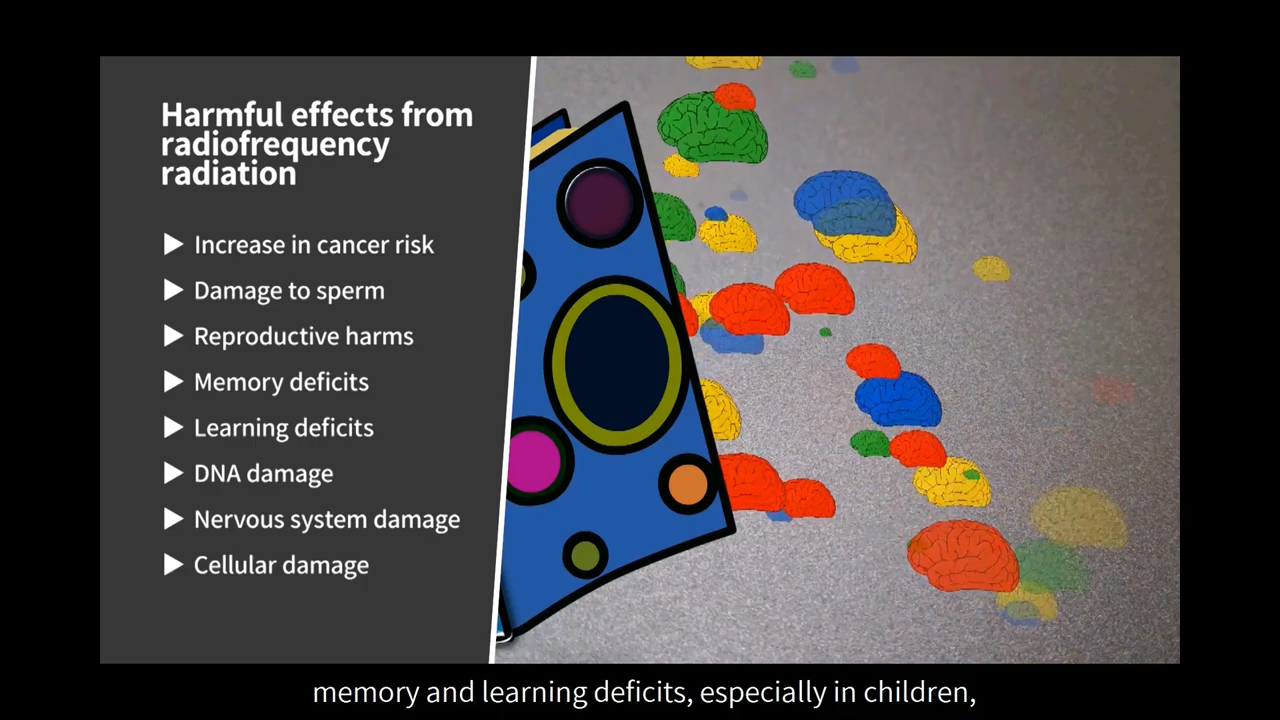 Harmful effects from
radiofrequency
radiation
Increase in cancer risk
Damage to sperm
Reproductive harms
Memory deficits
Learning deficits
DNA damage
Nervous system damage
Cellular damage
memory and learning deficits, especially in children,